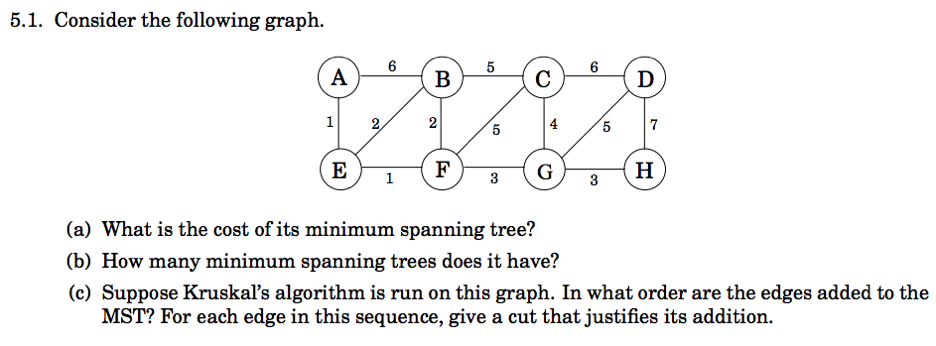 5.1. Consider the following graph.
6 5 6
A B C D
1 2 2 5 4 5 7
E F G H
1 3 3
(a) What is the cost of its minimum spanning tree?
(b) How many minimum spanning trees does it have?
(c) Suppose Kruskal's algorithm is run on this graph. In what order are the edges added to the
MST? For each edge in this sequence, give a cut that justifies its addition.